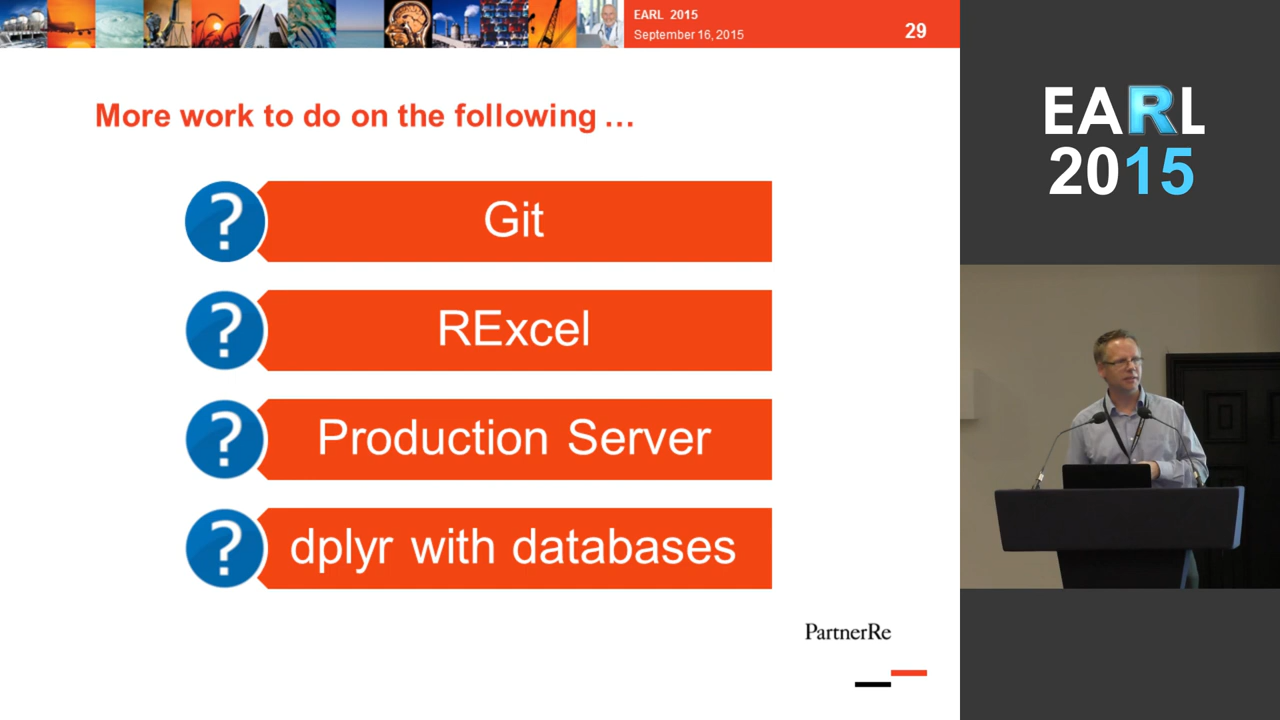 EARL 2015
September 16, 2015
29
More work to do on the following ...
? Git
? RExcel
? Production Server
? dplyr with databases
PartnerRe
EARL
2015